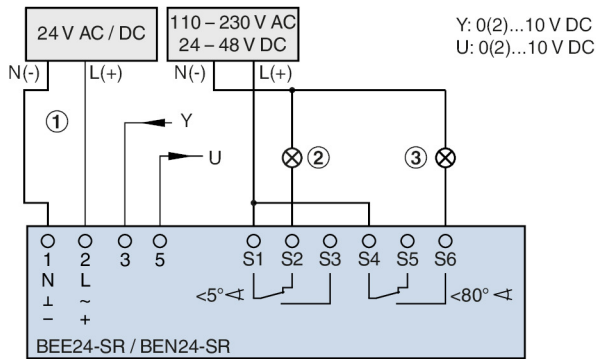 24 V AC / DC
110 – 230 V AC
24 – 48 V DC
Y: 0(2)...10 V DC
U: 0(2)...10 V DC
N(-) L(+) N(-) L(+)
1 Y
U 2 3
1 2 3 5 S1 S2 S3 S4 S5 S6
N L
⊥ ~ <5°∢ <80° ∢
– +
BEE24-SR / BEN24-SR